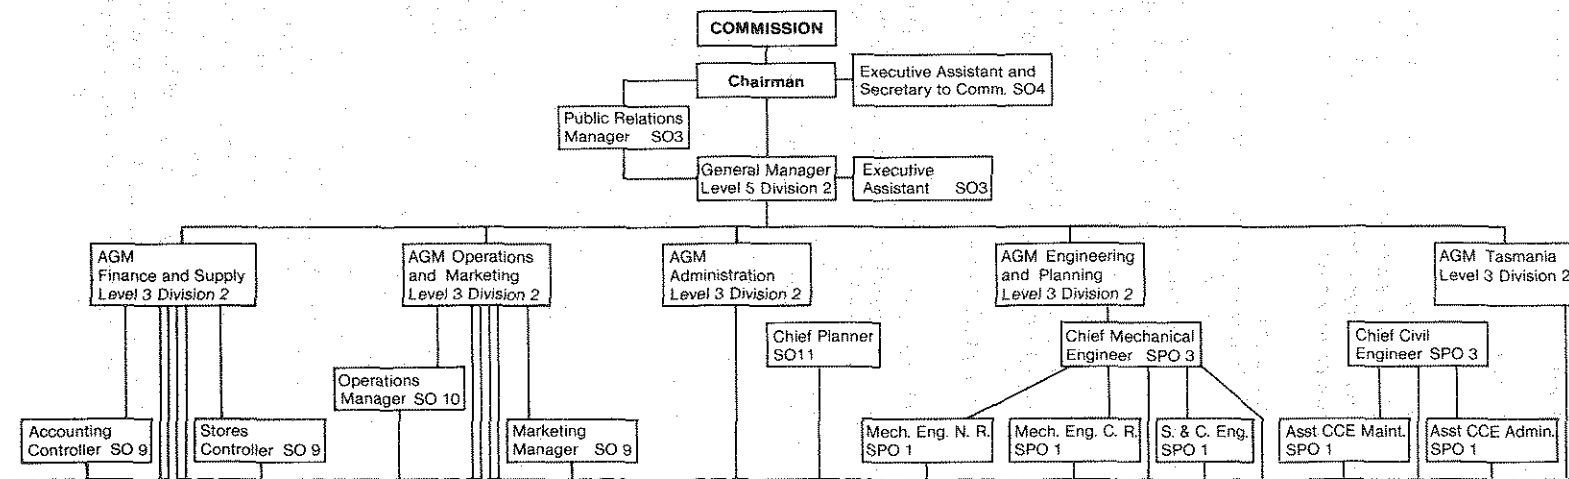 COMMISSION
Chairman
Executive Assistant and
Secretary to Comm. SO4
Public Relations
Manager SO3
General Manager
Level 5 Division 2
Executive
Assistant SO3
AGM
Finance and Supply
Level 3 Division 2
AGM Operations
and Marketing
Level 3 Division 2
AGM
Administration
Level 3 Division 2
AGM Engineering
and Planning
Level 3 Division 2
AGM Tasmania
Level 3 Division 2
Chief Planner
SO11
Chief Mechanical
Engineer SPO 3
Chief Civil
Engineer SPO 3
Operations
Manager SO 10
Accounting
Controller SO 9
Stores
Controller SO 9
Marketing
Manager SO 9
Mech. Eng. N. R.
SPO 1
Mech. Eng. C. R.
SPO 1
S. & C. Eng.
SPO 1
Asst CCE Maint.
SPO 1
Asst CCE Admin.
SPO 1